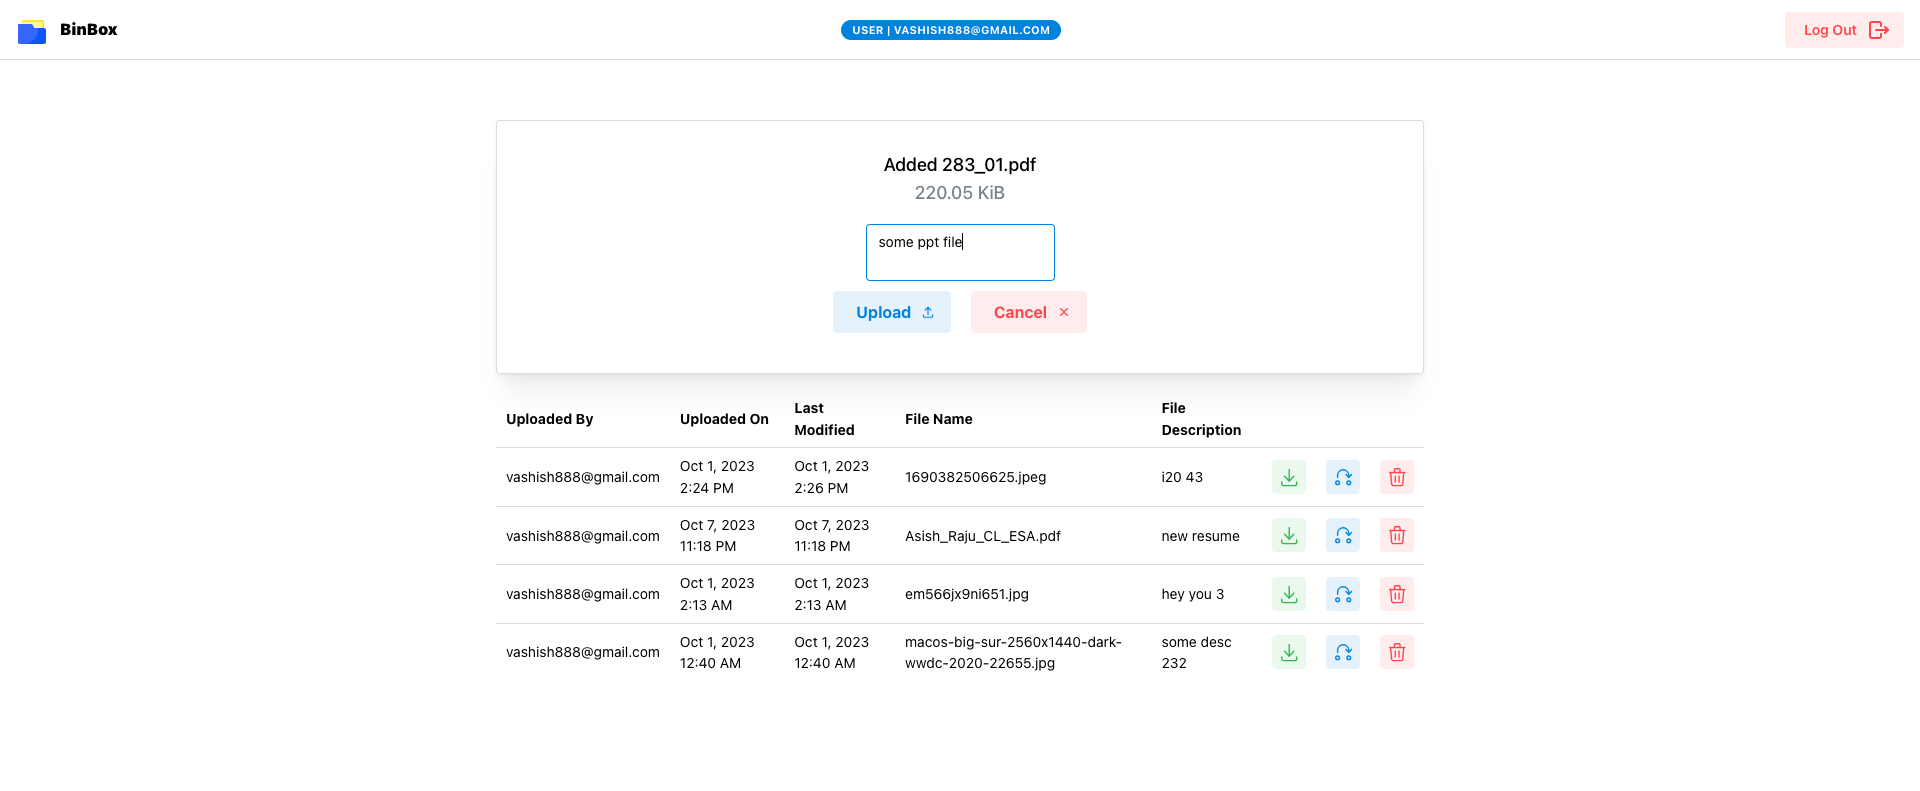 BinBox
USER | VASHISH888@GMAIL.COM
Log Out
Added 283_01.pdf
220.05 KiB
some ppt file
Upload
Cancel
Uploaded By
Uploaded On
Last
Modified
File Name
File
Description
vashish888@gmail.com
Oct 1, 2023
2:24 PM
Oct 1, 2023
2:26 PM
1690382506625.jpeg
i20 43
vashish888@gmail.com
Oct 7, 2023
11:18 PM
Oct 7, 2023
11:18 PM
Asish_Raju_CL_ESA.pdf
new resume
vashish888@gmail.com
Oct 1, 2023
2:13 AM
Oct 1, 2023
2:13 AM
em566jx9ni651.jpg
hey you 3
vashish888@gmail.com
Oct 1, 2023
12:40 AM
Oct 1, 2023
12:40 AM
macos-big-sur-2560x1440-dark-
wwdc-2020-22655.jpg
some desc
232